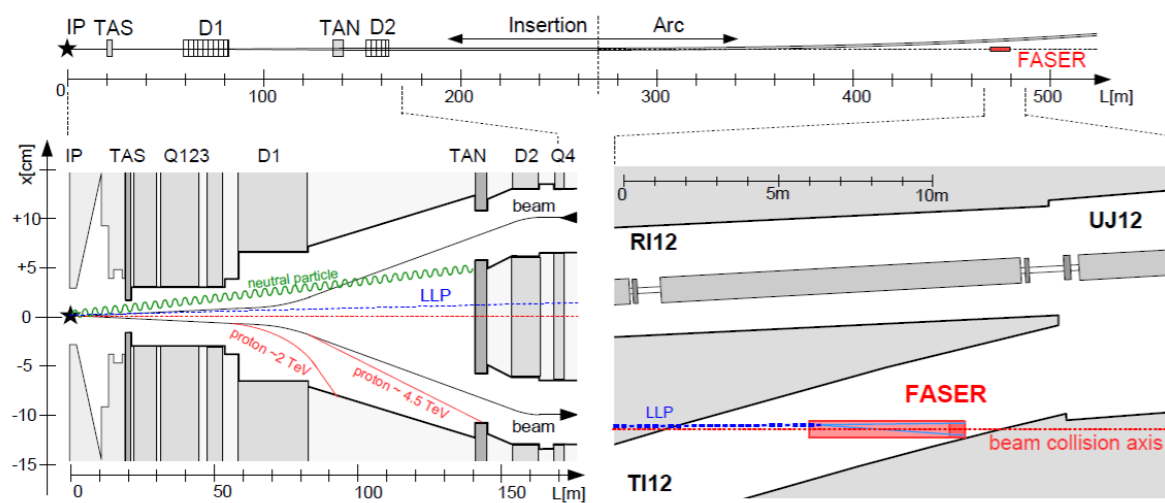 IP TAS D1 TAN D2 Insertion Arc
FASER
0 100 200 300 400 500 L[m]
IP TAS Q123 D1 TAN D2 Q4
x[cm]
+10
+5
0
-5
-10
-15
beam
neutral particle
LLP
proton ~2 TeV
proton ~ 4.5 TeV
beam
0 50 100 150 L[m]
0 5m 10m
RI12
UJ12
FASER
LLP
beam collision axis
TI12